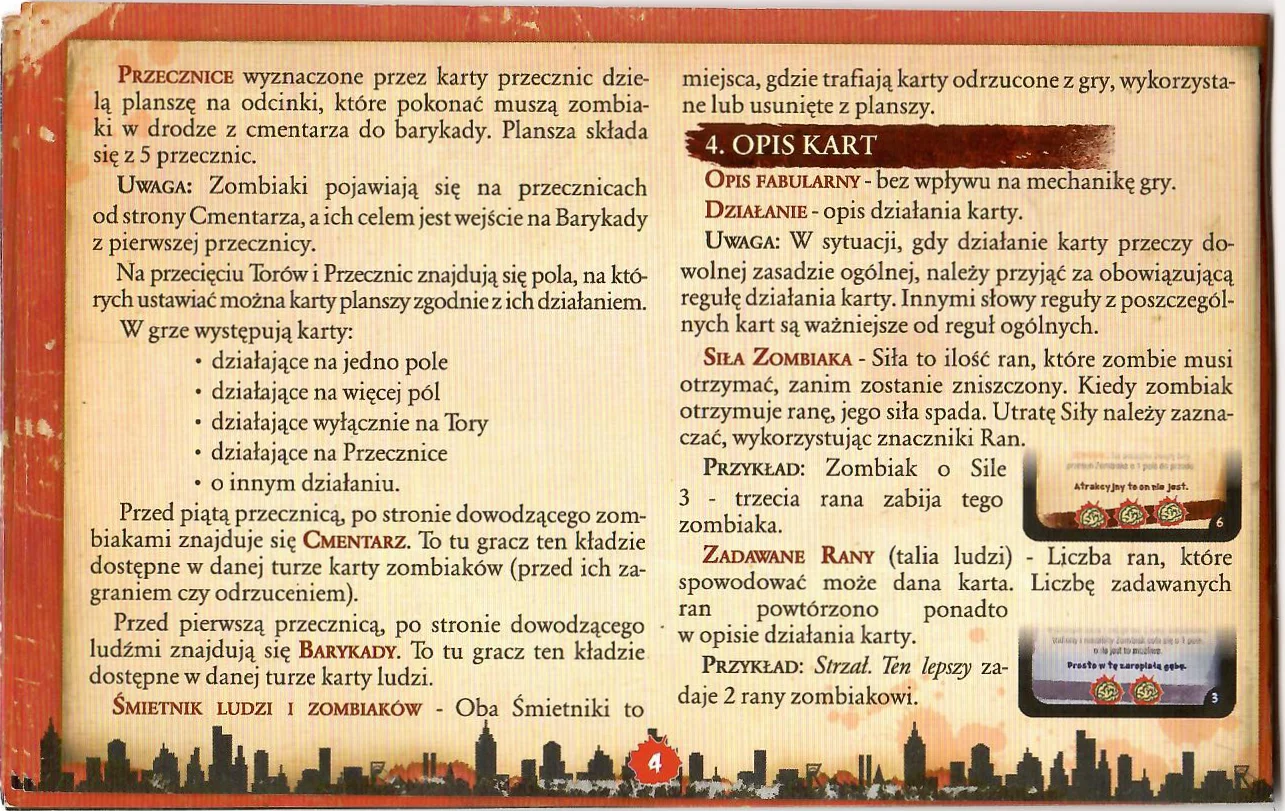 PRZECZNICE wyznaczone przez karty przecznic dzie-
lą planszę na odcinki, które pokonać muszą zombia-
ki w drodze z cmentarza do barykady. Plansza składa
się z 5 przecznic.
UWAGA: Zombiaki pojawiają się na przecznicach
od strony Cmentarza, a ich celem jest wejście na Barykady
z pierwszej przecznicy.
Na przecięciu Torów i Przecznic znajdują się pola, na któ-
rych ustawiać można karty planszy zgodnie z ich działaniem.
W grze występują karty:
• działające na jedno pole
• działające na więcej pól
• działające wyłącznie na Tory
• działające na Przecznice
• o innym działaniu.
Przed piątą przecznicą, po stronie dowodzącego zom-
biakami znajduje się CMENTARZ. To tu gracz ten kładzie
dostępne w danej turze karty zombiaków (przed ich za-
graniem czy odrzuceniem).
Przed pierwszą przecznicą, po stronie dowodzącego
ludźmi znajdują się BARYKADY. To tu gracz ten kładzie
dostępne w danej turze karty ludzi.
ŚMIETNIK LUDZI I ZOMBIAKÓW - Oba Śmietniki to
miejsca, gdzie trafiają karty odrzucone z gry, wykorzysta-
ne lub usunięte z planszy.
4. OPIS KART
OPIS FABULARNY - bez wpływu na mechanikę gry.
DZIAŁANIE - opis działania karty.
UWAGA: W sytuacji, gdy działanie karty przeczy do-
wolnej zasadzie ogólnej, należy przyjąć za obowiązującą
regułę działania karty. Innymi słowy reguły z poszczegól-
nych kart są ważniejsze od reguł ogólnych.
SIŁA ZOMBIAKA - Siła to ilość ran, które zombie musi
otrzymać, zanim zostanie zniszczony. Kiedy zombiak
otrzymuje ranę, jego siła spada. Utratę Siły należy zazna-
czać, wykorzystując znaczniki Ran.
PRZYKŁAD: Zombiak o Sile
3 - trzecia rana zabija tego
zombiaka.
Atrakcyjny to on nie jest.
6
ZADAWANE RANY (talia ludzi) - Liczba ran, które
spowodować może dana karta. Liczbę zadawanych
ran powtórzono ponadto
w opisie działania karty.
PRZYKŁAD: Strzał. Ten lepszy za-
daje 2 rany zombiakowi.
o ile jest to możliwe.
Prosto w tę zaropiałą gębę.
3
4